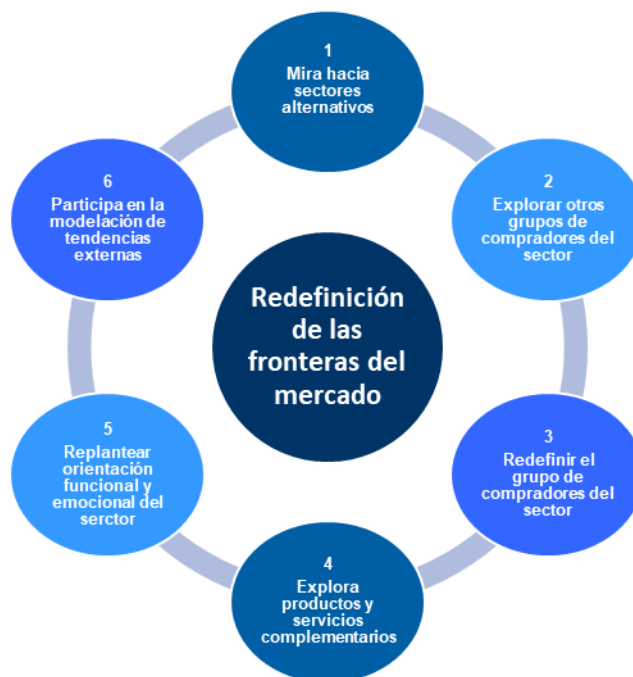 1
Mira hacia
sectores
alternativos
2
Explorar otros
grupos de
compradores del
sector
3
Redefinir el
grupo de
compradores del
sector
4
Explora
productos y
servicios
complementarios
5
Replantear
orientación
funcional y
emocional del
serctor
6
Participa en la
modelación de
tendencias
externas
Redefinición
de las
fronteras del
mercado